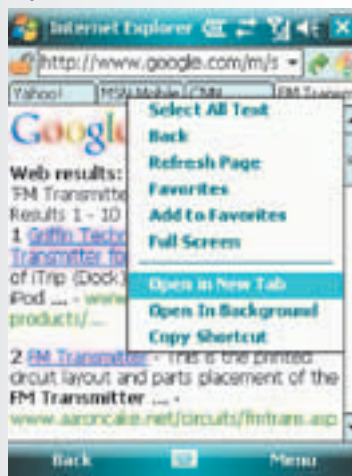 Internet Explorer
http://www.google.com/m/s
Yahoo! MSN Mobile CNN FM Transm
Select All Text
Back
Refresh Page
Favorites
Add to Favorites
Full Screen
Open in New Tab
Open In Background
Copy Shortcut
Googl
Web results:
'FM Transmitte
Results 1 - 10
1 Griffin Techn
Transmitter fo
of iTrip (Dock)
iPod ... - www
products/...
2 FM Transmitter - This is the printed
circuit layout and parts placement of the
FM Transmitter ... -
www.aaroncake.net/circuits/fmtrans.asp
Back Menu